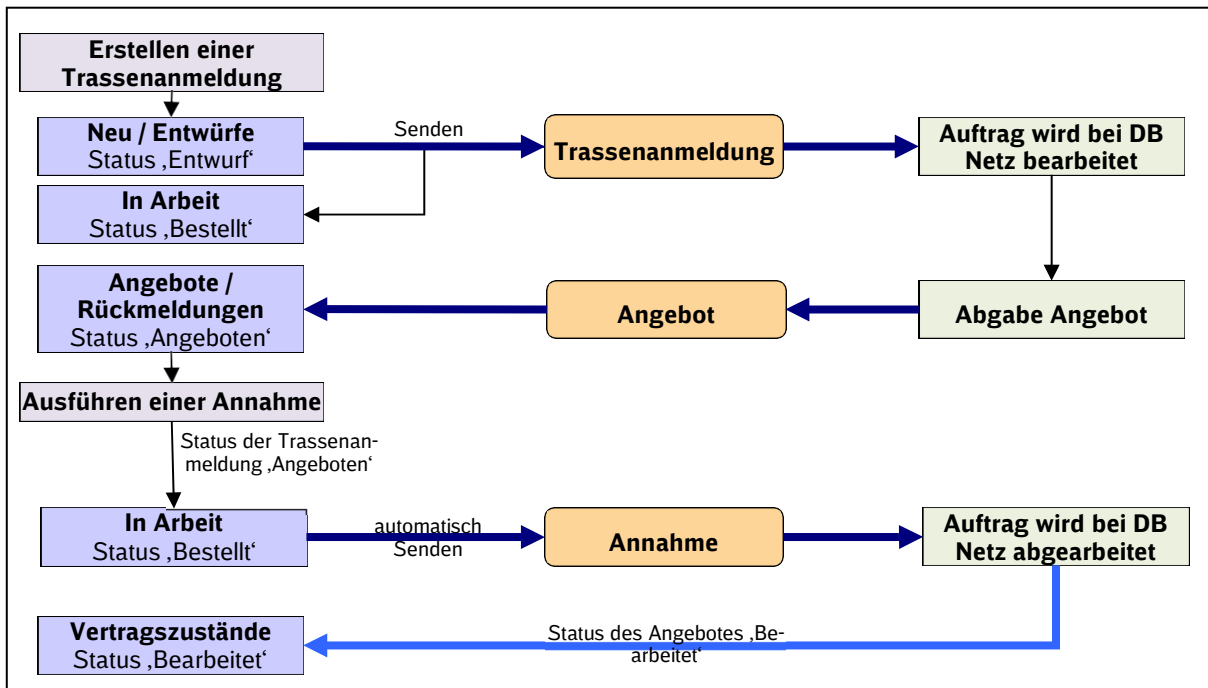 Erstellen einer
Trassenanmeldung
Neu / Entwürfe
Status ‚Entwurf‘
Senden
Trassenanmeldung
Auftrag wird bei DB
Netz bearbeitet
In Arbeit
Status ‚Bestellt‘
Angebote /
Rückmeldungen
Status ‚Angeboten‘
Angebot
Abgabe Angebot
Ausführen einer Annahme
Status der Trassenan-
meldung ‚Angeboten‘
In Arbeit
Status ‚Bestellt‘
automatisch
Senden
Annahme
Auftrag wird bei DB
Netz abgearbeitet
Vertragszustände
Status ‚Bearbeitet‘
Status des Angebotes ‚Be-
arbeitet‘